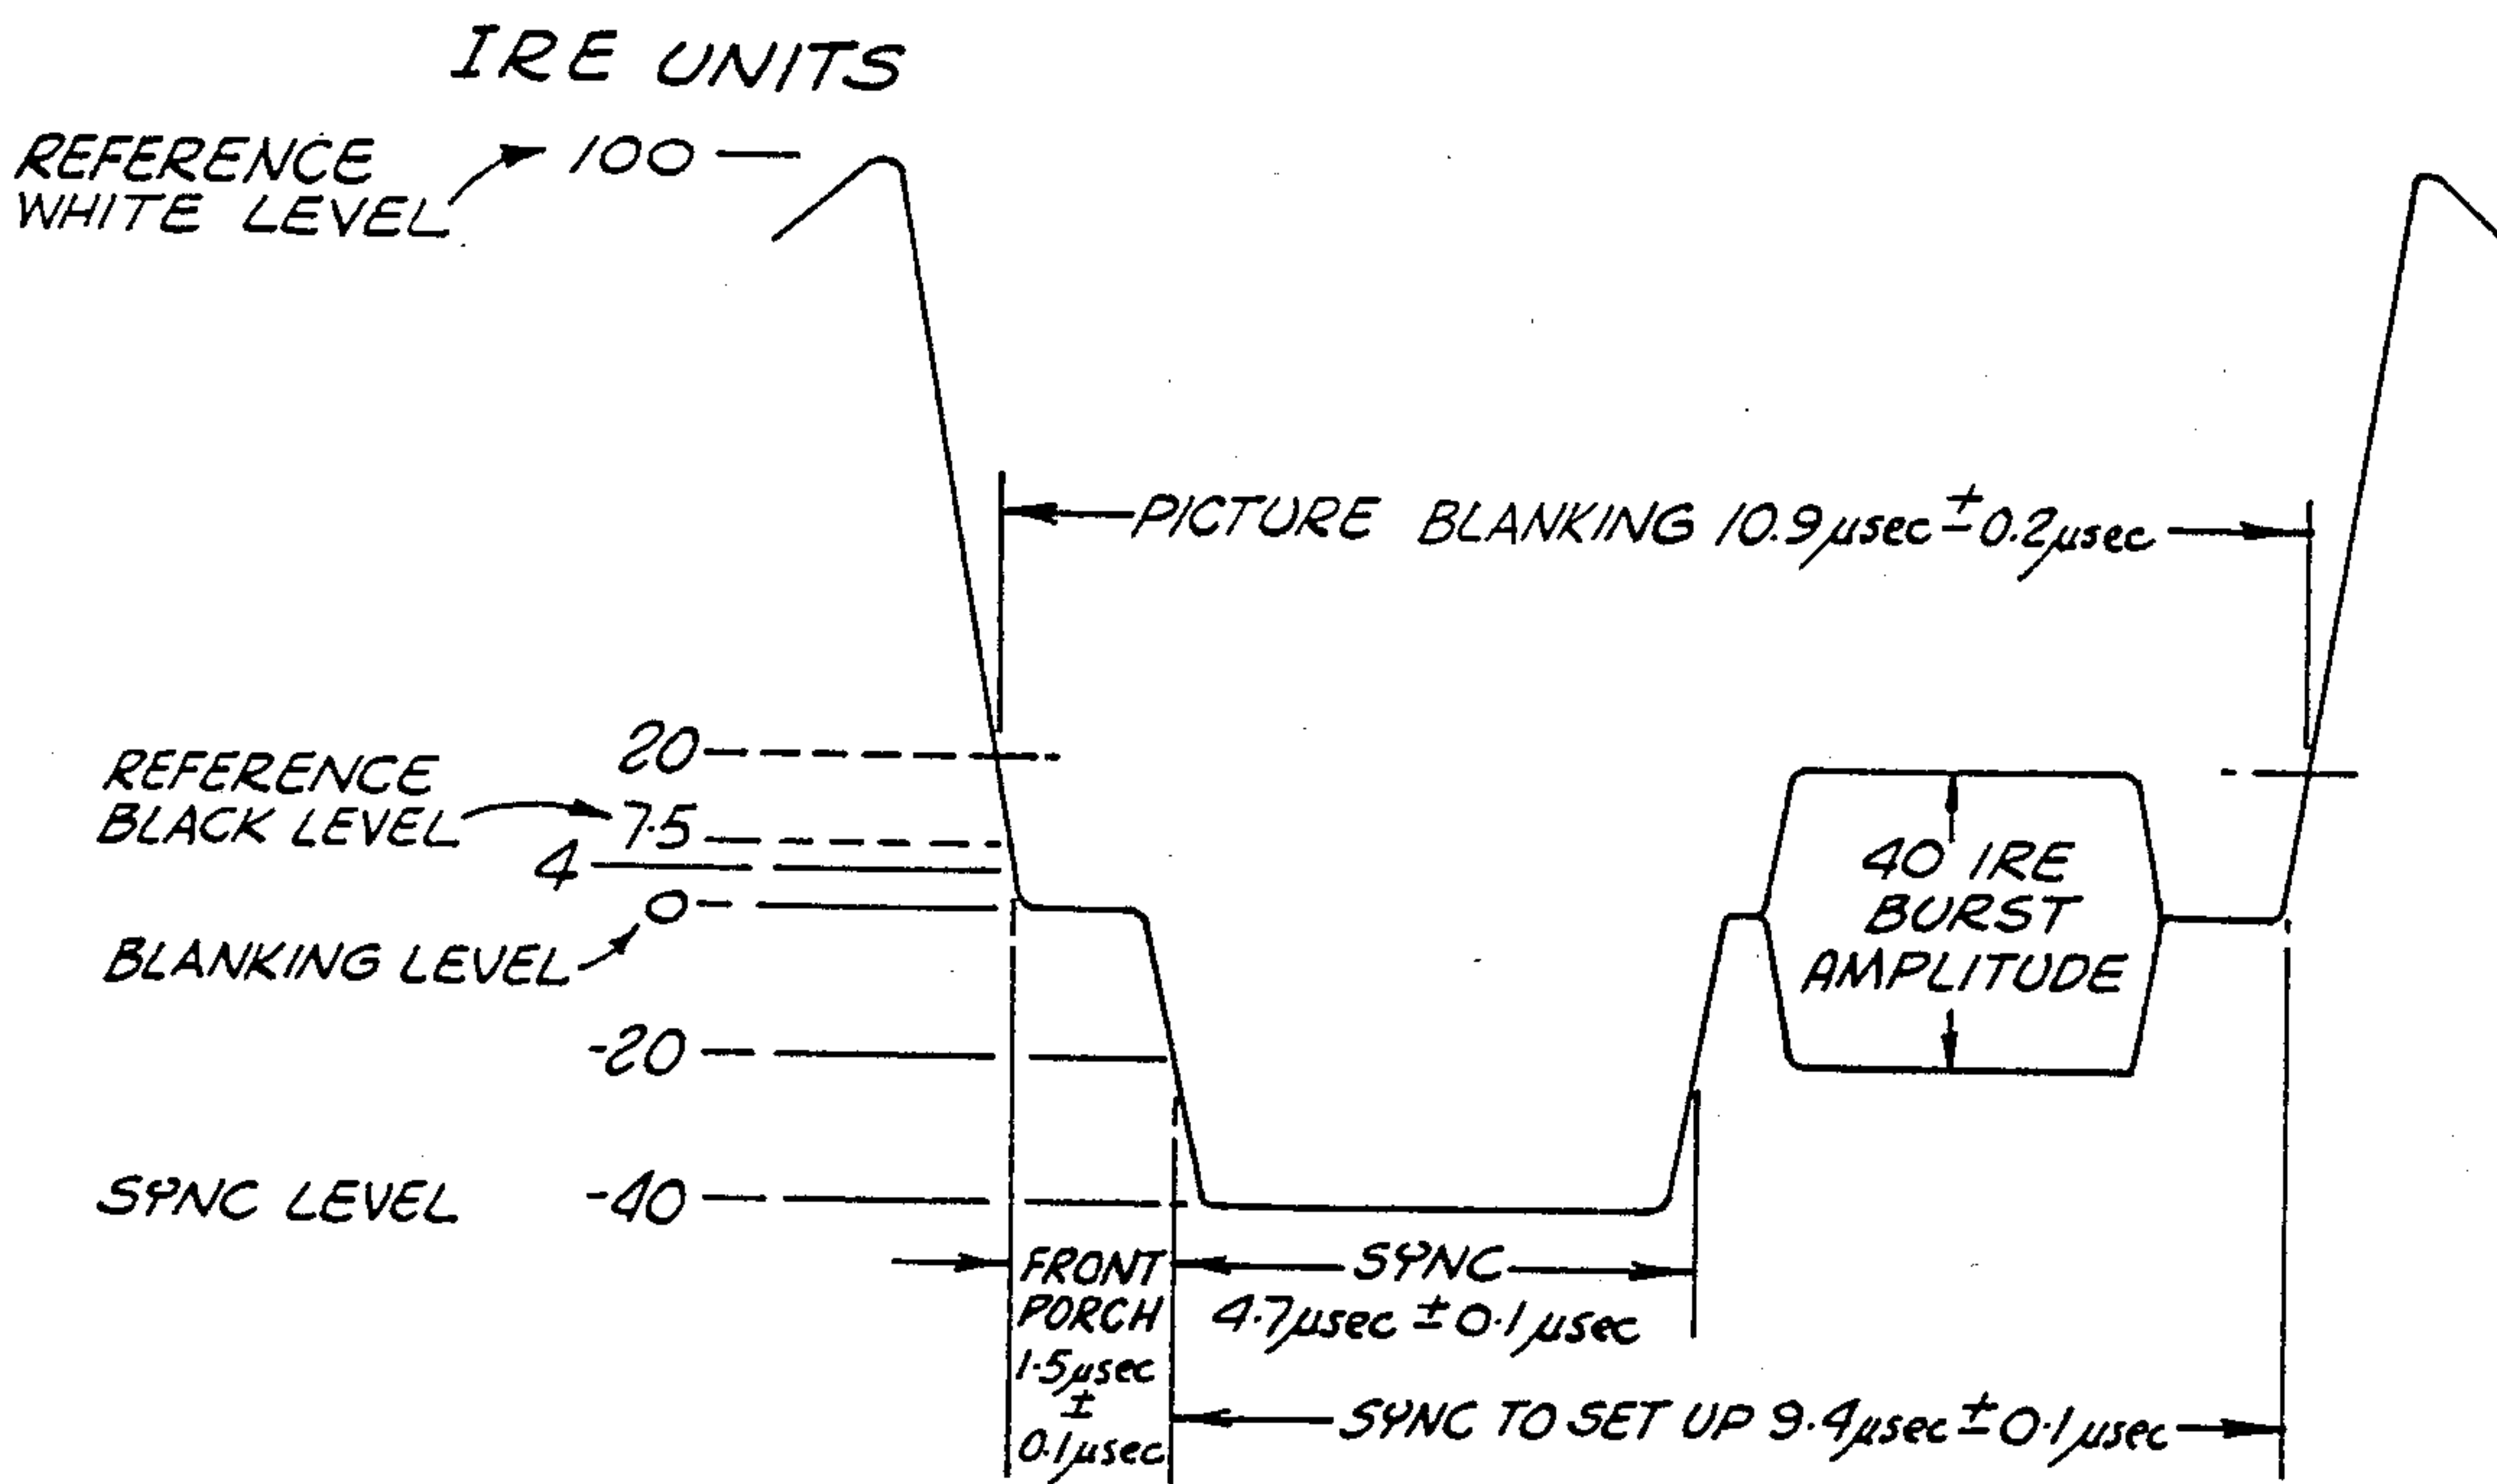 IRE UNITS
REFERENCE
WHITE LEVEL
100
PICTURE BLANKING 10.9µsec ± 0.2µsec
20
REFERENCE
BLACK LEVEL
7.5
4
0
BLANKING LEVEL
40 IRE
BURST
AMPLITUDE
-20
SYNC LEVEL
-40
FRONT
PORCH
1.5µsec
±
0.1µsec
SYNC
4.7µsec ± 0.1µsec
SYNC TO SET UP 9.4µsec ± 0.1µsec